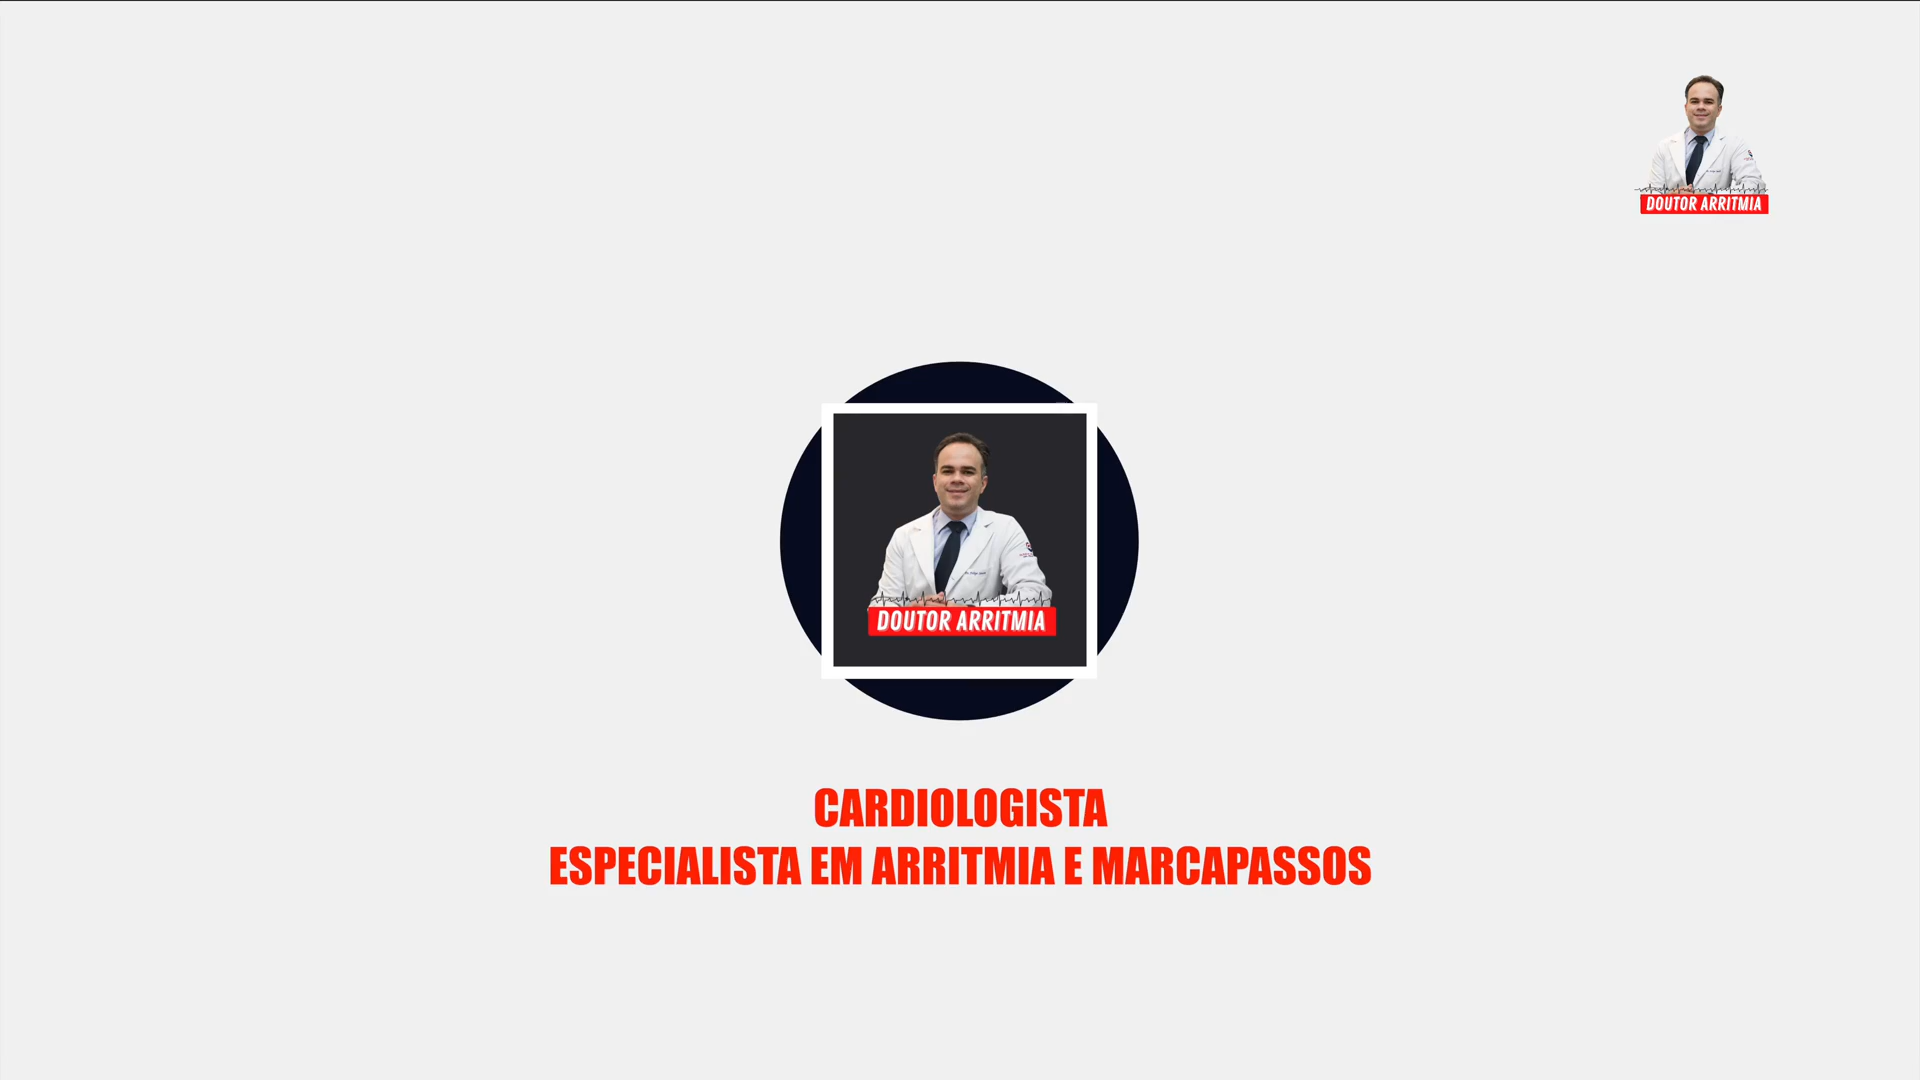 DOUTOR ARRITMIA
DOUTOR ARRITMIA
CARDIOLOGISTA
ESPECIALISTA EM ARRITMIA E MARCAPASSOS